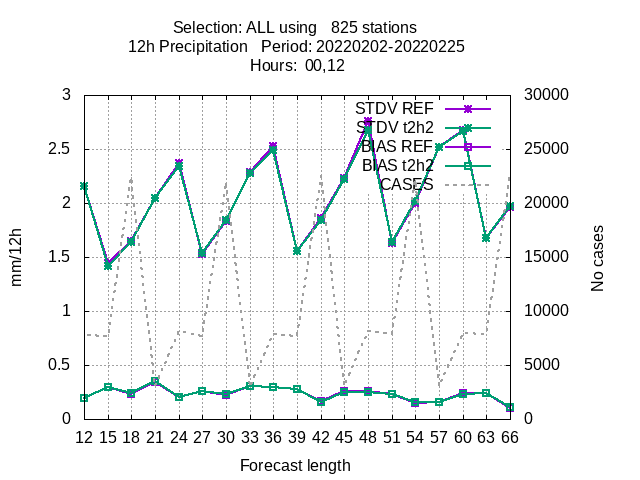 Selection: ALL using   825 stations
12h Precipitation   Period: 20220202-20220225
Hours:  00,12
3
2.5
2
1.5
1
0.5
0
30000
25000
20000
15000
10000
5000
0
STDV REF
STDV t2h2
BIAS REF
BIAS t2h2
CASES
mm/12h
No cases
12 15 18 21 24 27 30 33 36 39 42 45 48 51 54 57 60 63 66
Forecast length